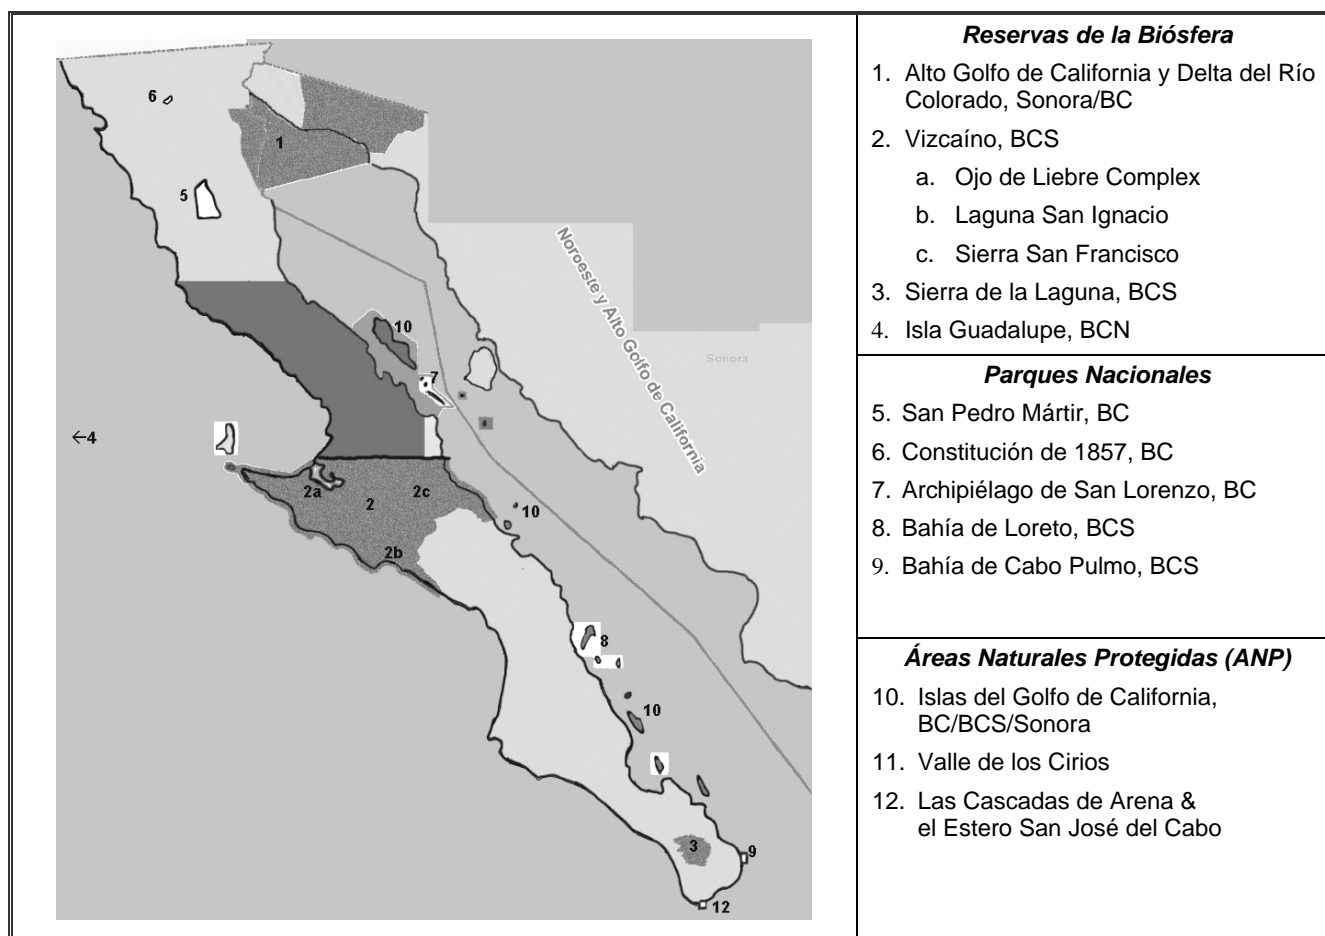 6
1
5
Noroeste y Alto Golfo de California
10
Sonora
7
←4
2a
2
2c
10
2b
8
10
3
9
12
Reservas de la Biósfera
1. Alto Golfo de California y Delta del Río
Colorado, Sonora/BC
2. Vizcaíno, BCS
a. Ojo de Liebre Complex
b. Laguna San Ignacio
c. Sierra San Francisco
3. Sierra de la Laguna, BCS
4. Isla Guadalupe, BCN
Parques Nacionales
5. San Pedro Mártir, BC
6. Constitución de 1857, BC
7. Archipiélago de San Lorenzo, BC
8. Bahía de Loreto, BCS
9. Bahía de Cabo Pulmo, BCS
Áreas Naturales Protegidas (ANP)
10. Islas del Golfo de California,
BC/BCS/Sonora
11. Valle de los Cirios
12. Las Cascadas de Arena &
el Estero San José del Cabo